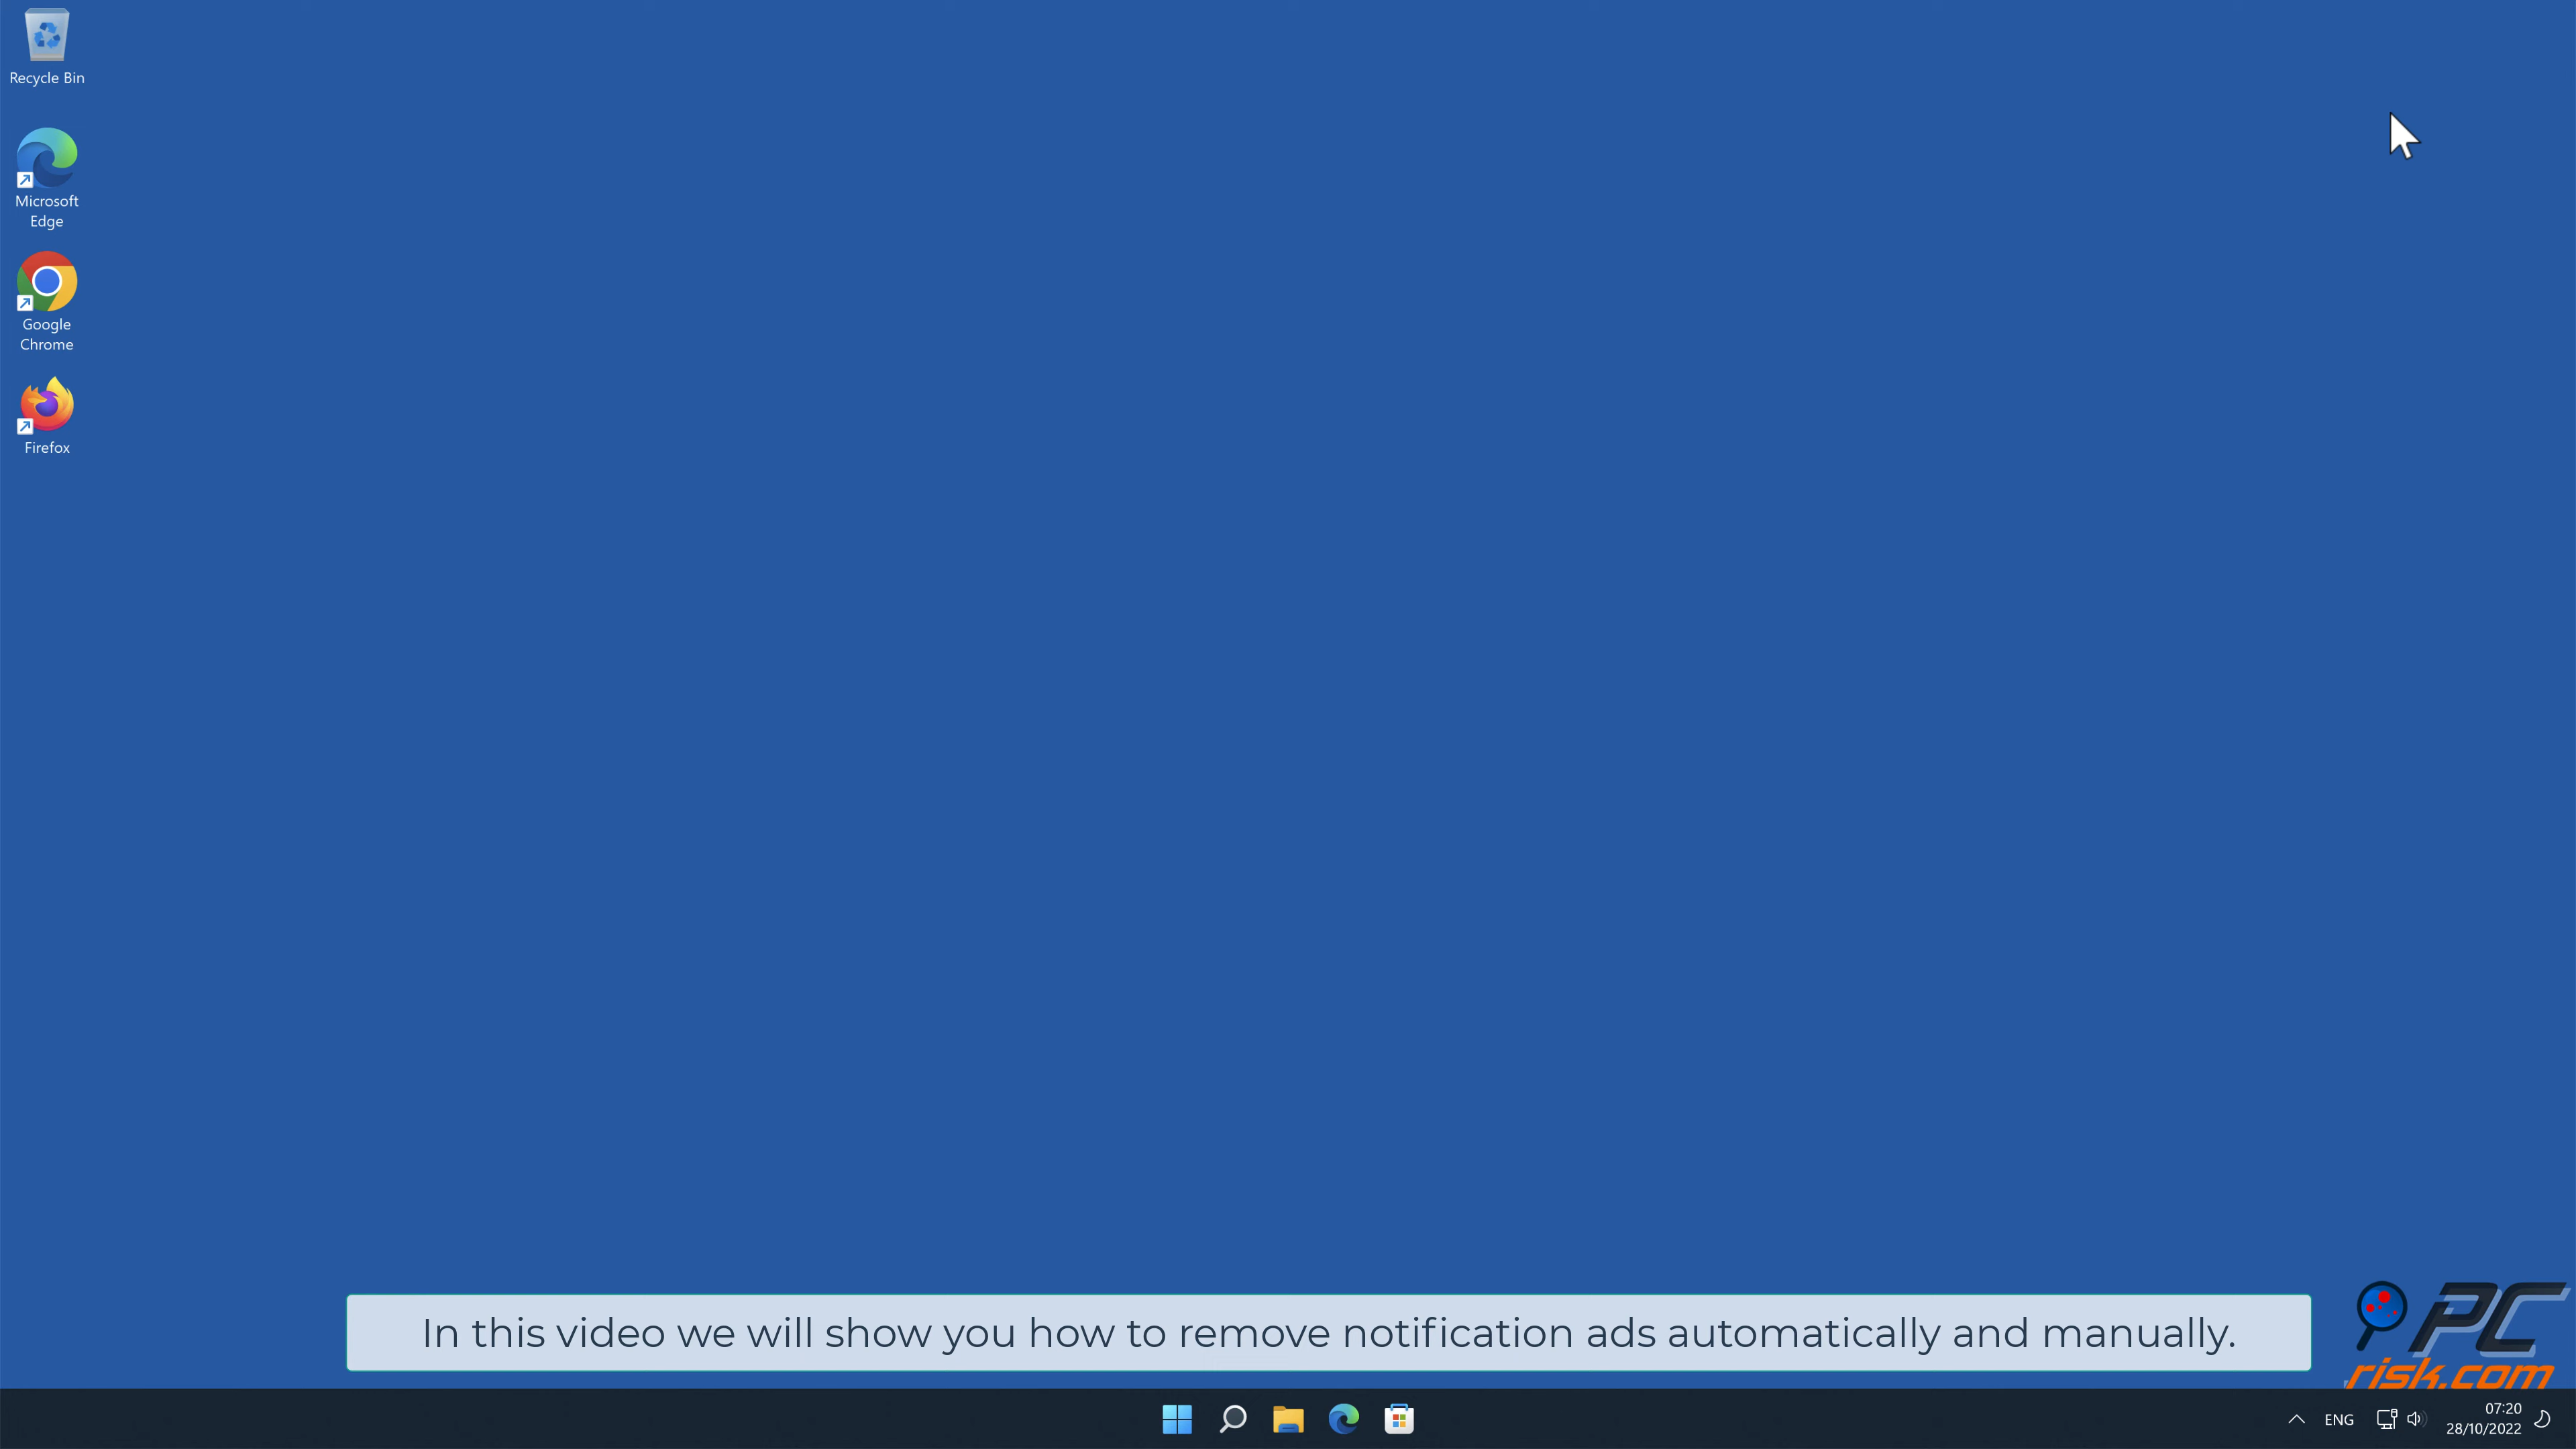 Recycle Bin
Microsoft
Edge
Google
Chrome
Firefox
In this video we will show you how to remove notification ads automatically and manually.
PC
risk.com
ENG
07:20
28/10/2022